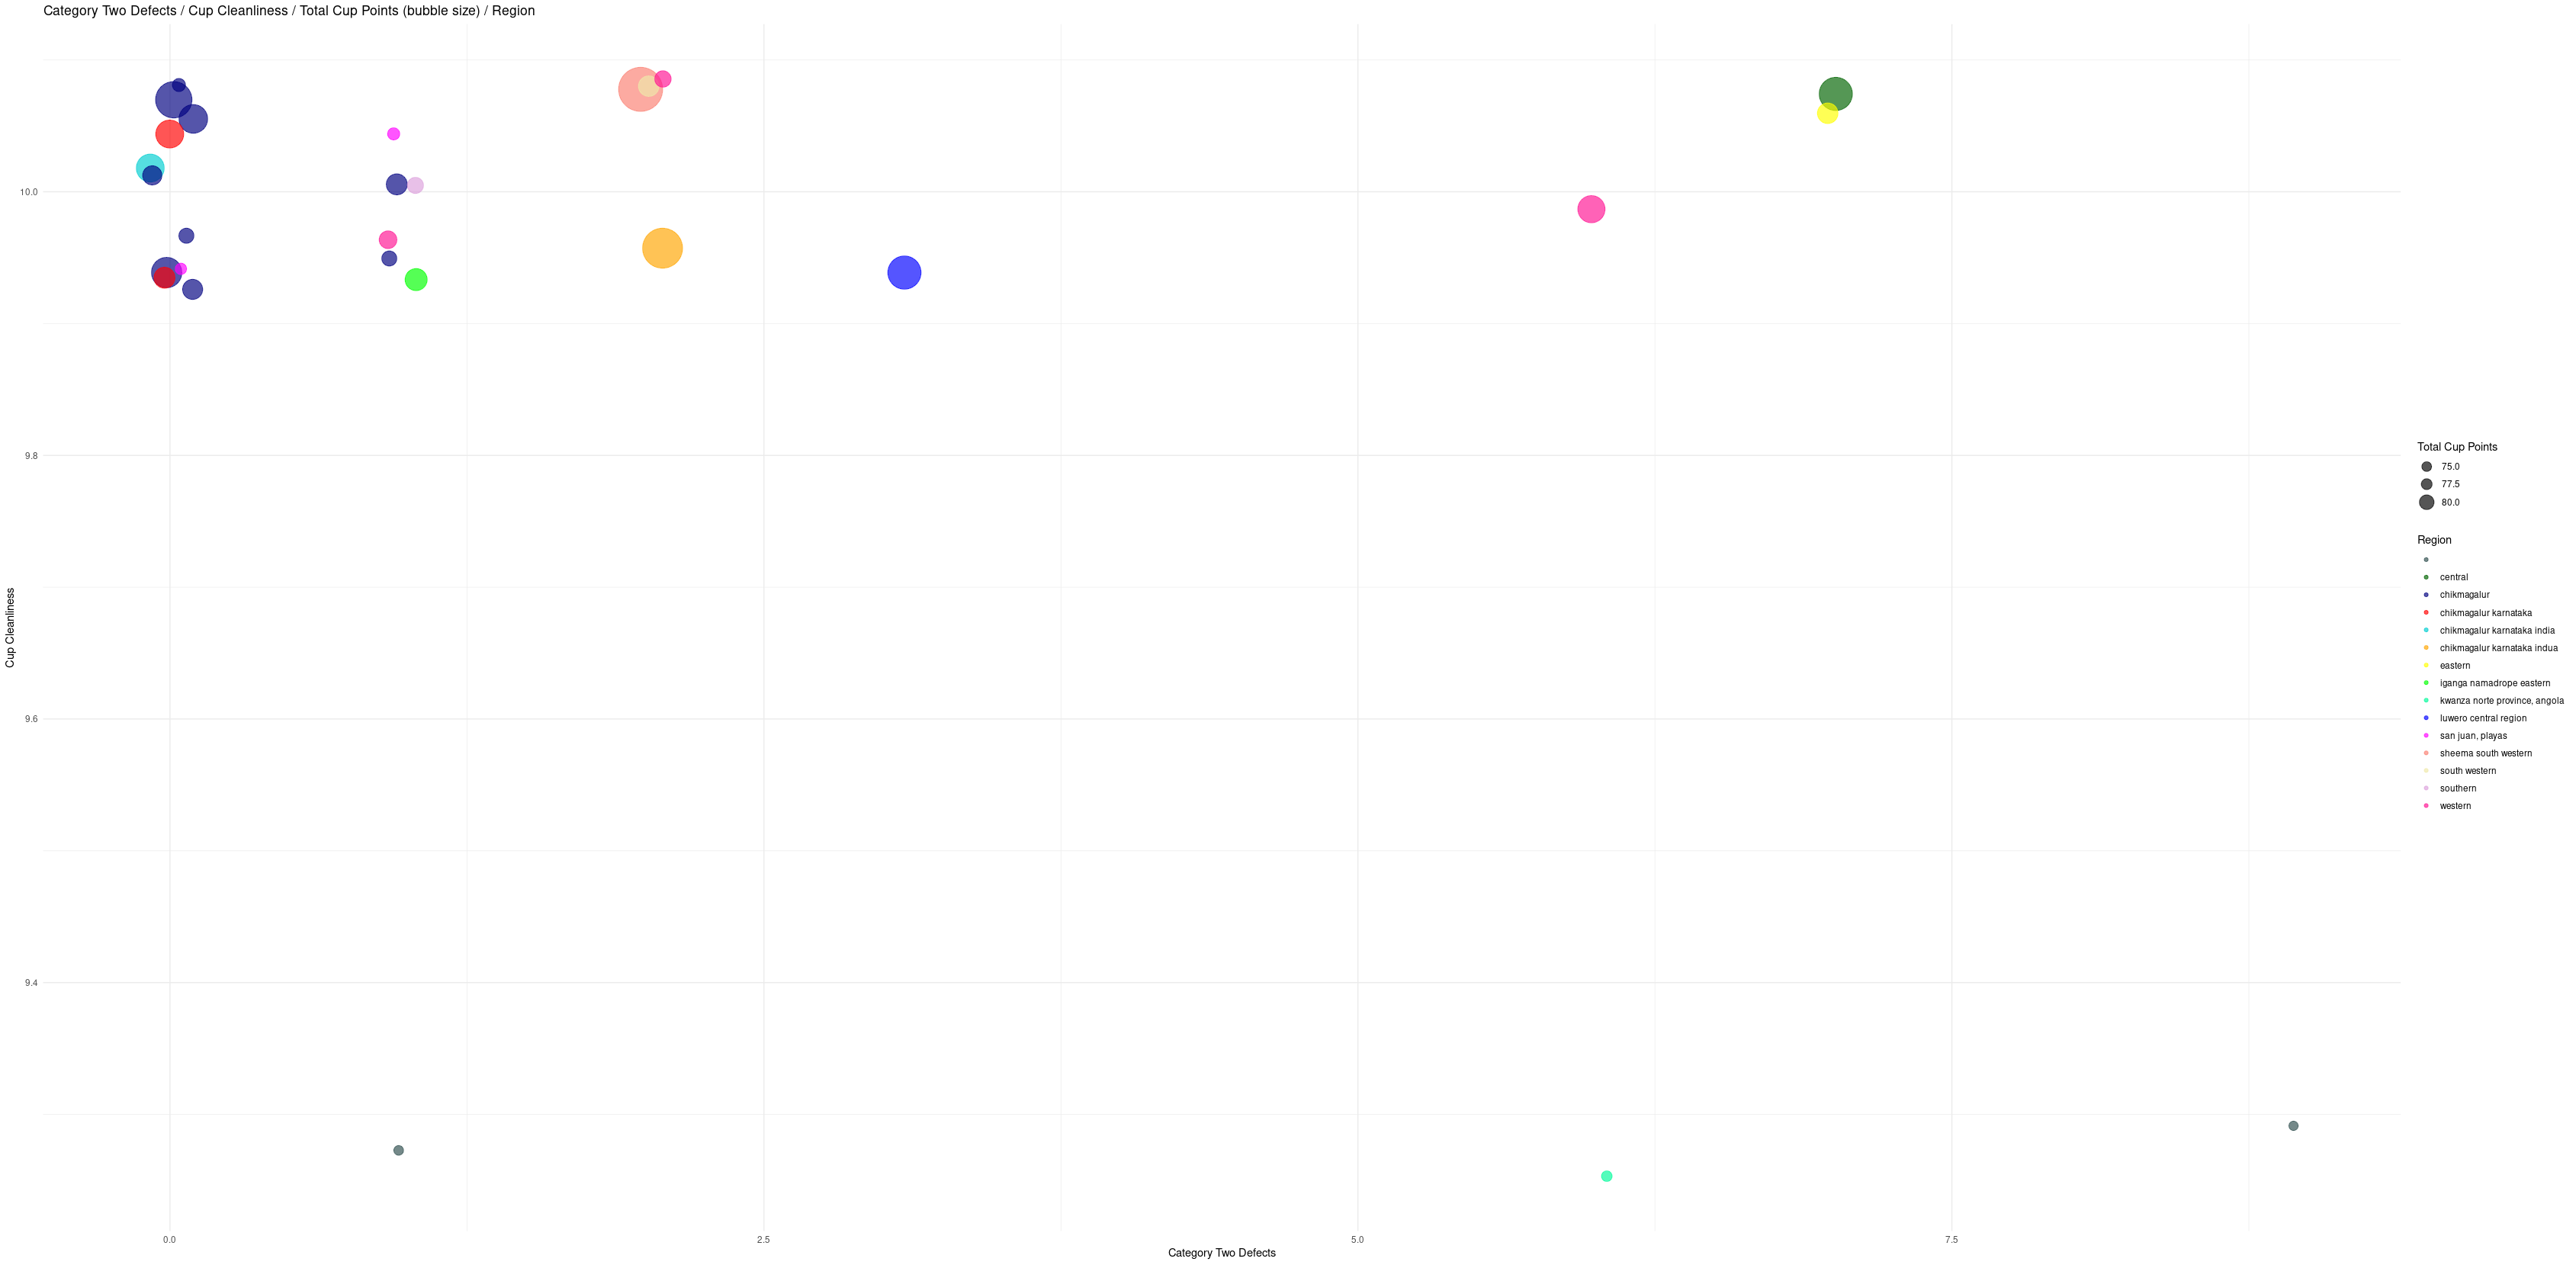 Category Two Defects / Cup Cleanliness / Total Cup Points (bubble size) / Region
10.0
9.8
9.6
9.4
Cup Cleanliness
0.0
2.5
5.0
7.5
Category Two Defects
Total Cup Points
75.0
77.5
80.0
Region
central
chikmagalur
chikmagalur karnataka
chikmagalur karnataka india
chikmagalur karnataka indua
eastern
iganga namadrope eastern
kwanza norte province, angola
luwero central region
san juan, playas
sheema south western
south western
southern
western